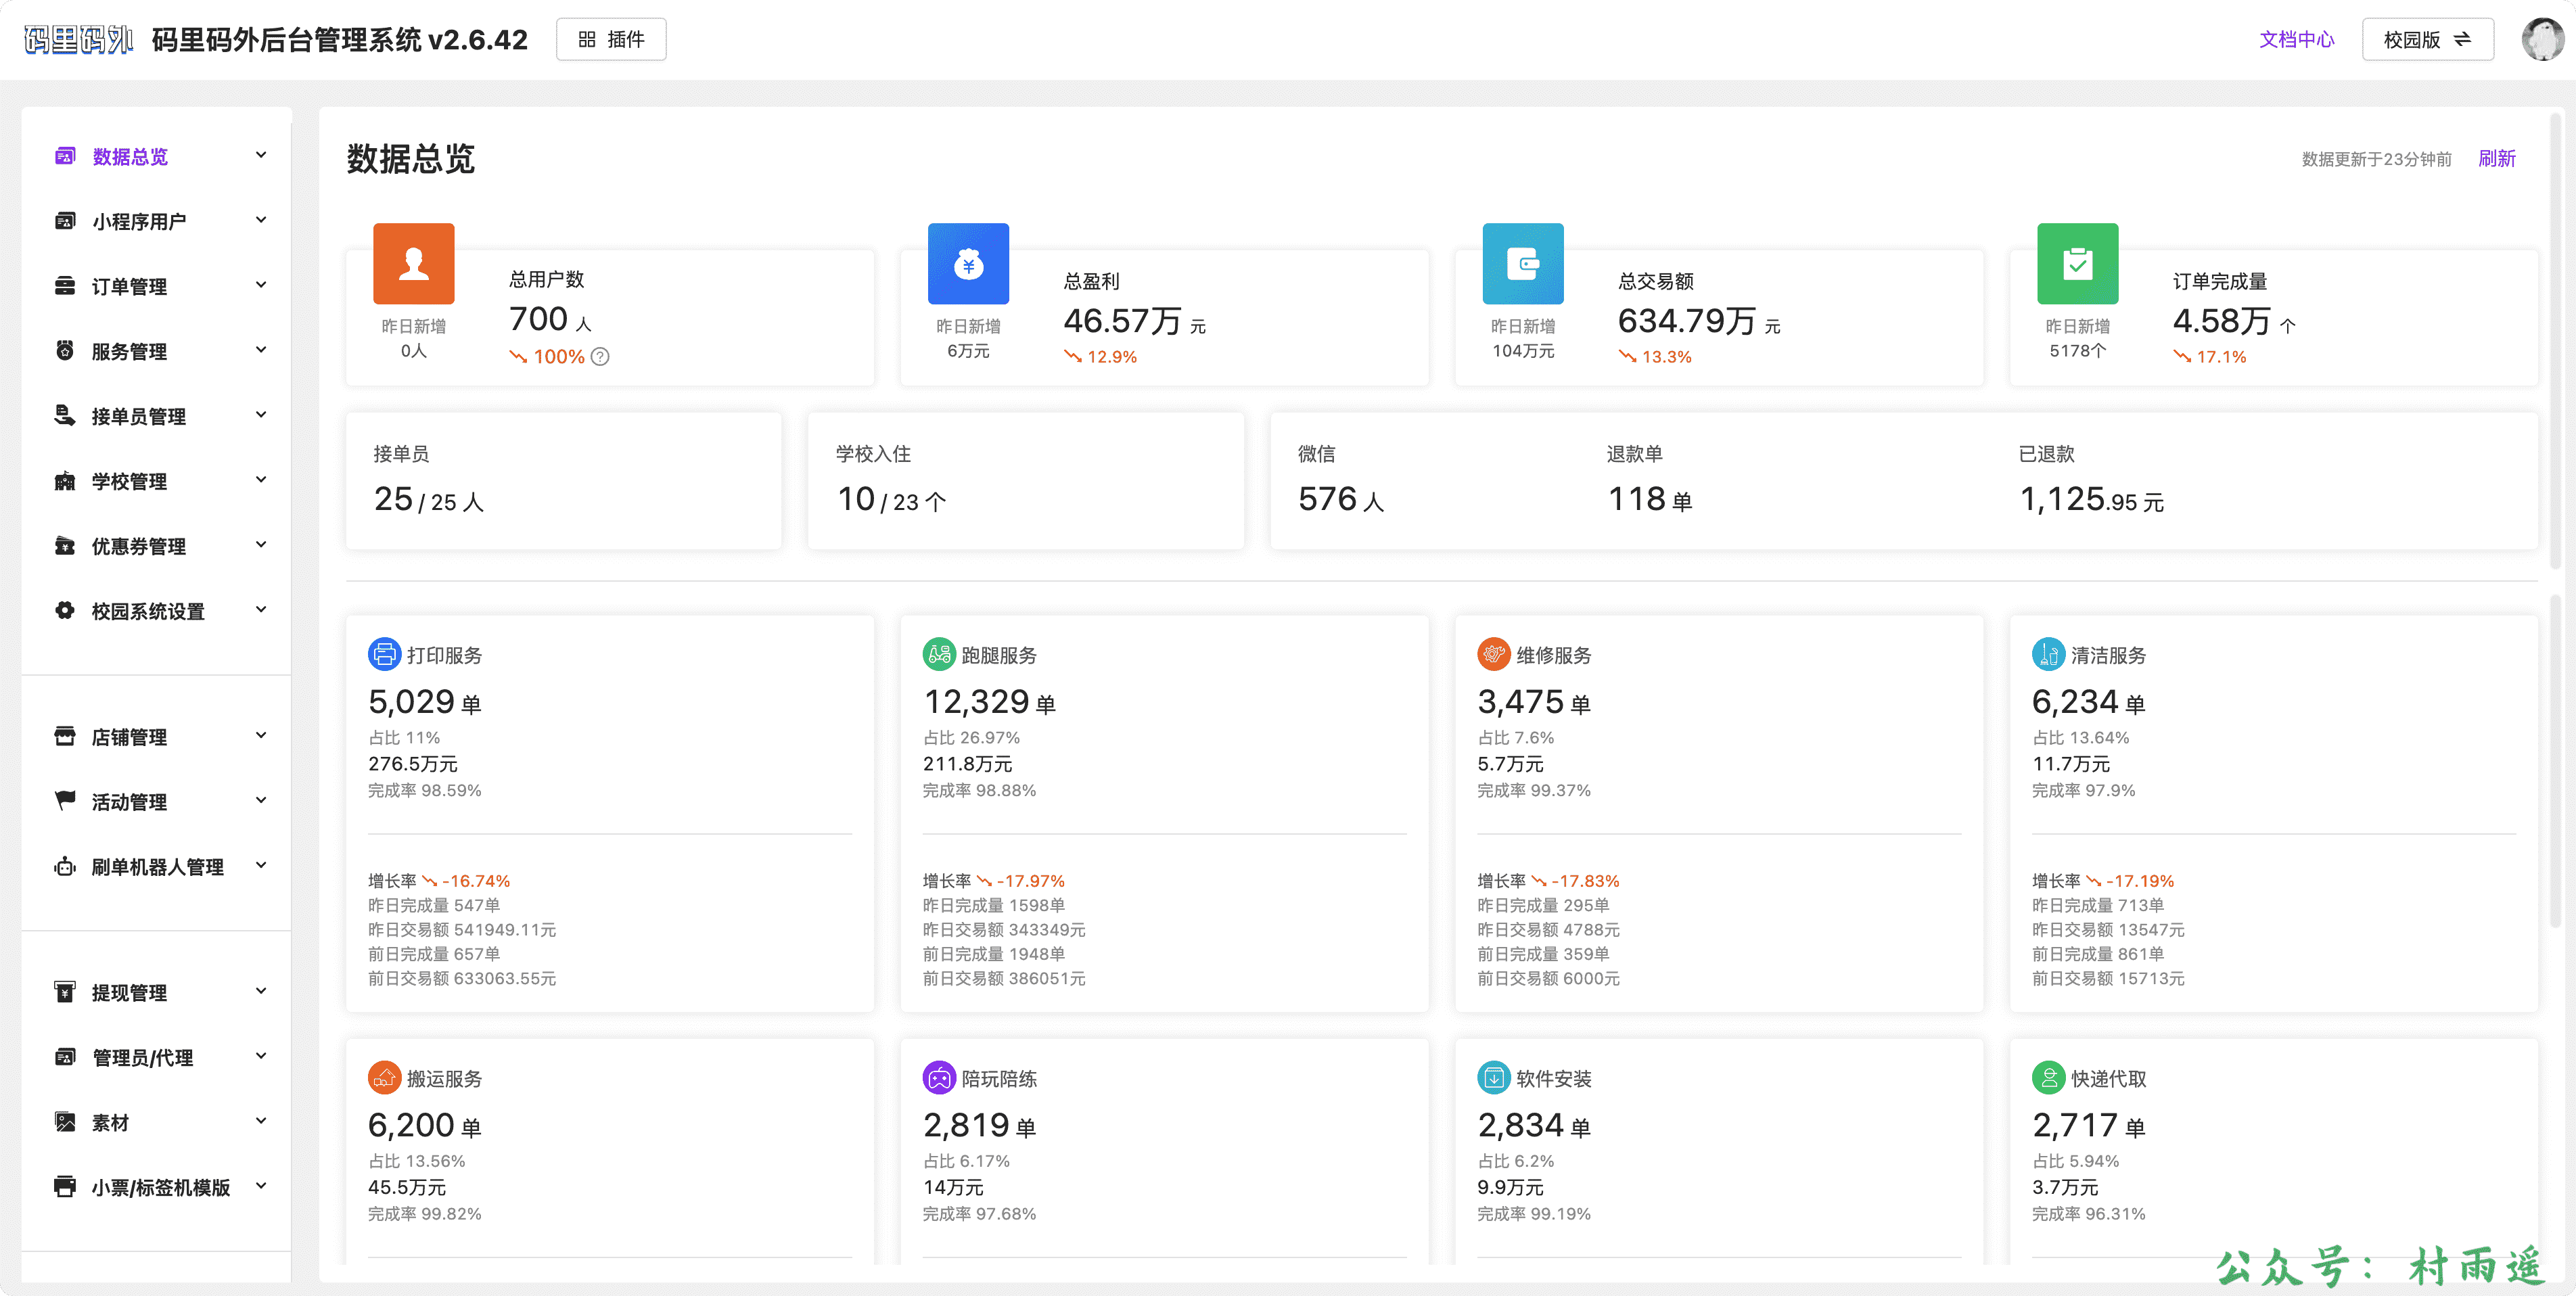 码里码外 码里码外后台管理系统 v2.6.42 插件 文档中心 校园版
数据总览
小程序用户
订单管理
服务管理
接单员管理
学校管理
优惠券管理
校园系统设置
店铺管理
活动管理
刷单机器人管理
提现管理
管理员/代理
素材
小票/标签机模版
数据总览 数据更新于23分钟前 刷新
总用户数
700 人
100%
昨日新增
0人
总盈利
46.57万 元
12.9%
昨日新增
6万元
总交易额
634.79万 元
13.3%
昨日新增
104万元
订单完成量
4.58万 个
17.1%
昨日新增
5178个
接单员
25 / 25 人
学校入住
10 / 23 个
微信
576 人
退款单
118 单
已退款
1,125.95 元
打印服务
5,029 单
占比 11%
276.5万元
完成率 98.59%
增长率 -16.74%
昨日完成量 547单
昨日交易额 541949.11元
前日完成量 657单
前日交易额 633063.55元
跑腿服务
12,329 单
占比 26.97%
211.8万元
完成率 98.88%
增长率 -17.97%
昨日完成量 1598单
昨日交易额 343349元
前日完成量 1948单
前日交易额 386051元
维修服务
3,475 单
占比 7.6%
5.7万元
完成率 99.37%
增长率 -17.83%
昨日完成量 295单
昨日交易额 4788元
前日完成量 359单
前日交易额 6000元
清洁服务
6,234 单
占比 13.64%
11.7万元
完成率 97.9%
增长率 -17.19%
昨日完成量 713单
昨日交易额 13547元
前日完成量 861单
前日交易额 15713元
搬运服务
6,200 单
占比 13.56%
45.5万元
完成率 99.82%
陪玩陪练
2,819 单
占比 6.17%
14万元
完成率 97.68%
软件安装
2,834 单
占比 6.2%
9.9万元
完成率 99.19%
快递代取
2,717 单
占比 5.94%
3.7万元
完成率 96.31%
公众号：村雨遥